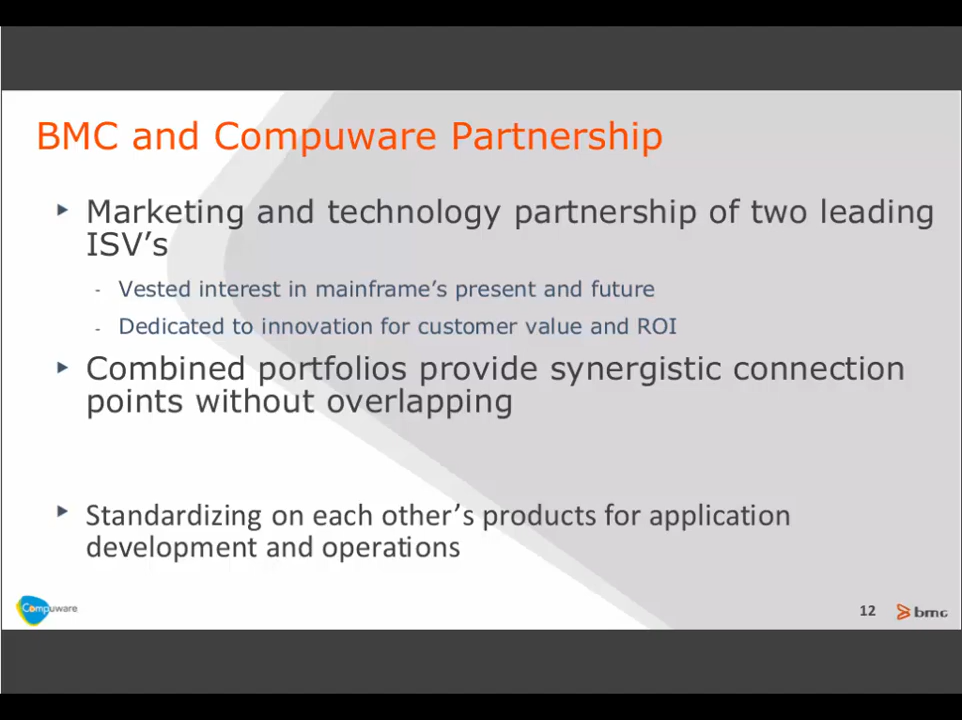 BMC and Compuware Partnership
Marketing and technology partnership of two leading
ISV’s
- Vested interest in mainframe’s present and future
- Dedicated to innovation for customer value and ROI
Combined portfolios provide synergistic connection
points without overlapping
Standardizing on each other’s products for application
development and operations
Compuware
12
bmc